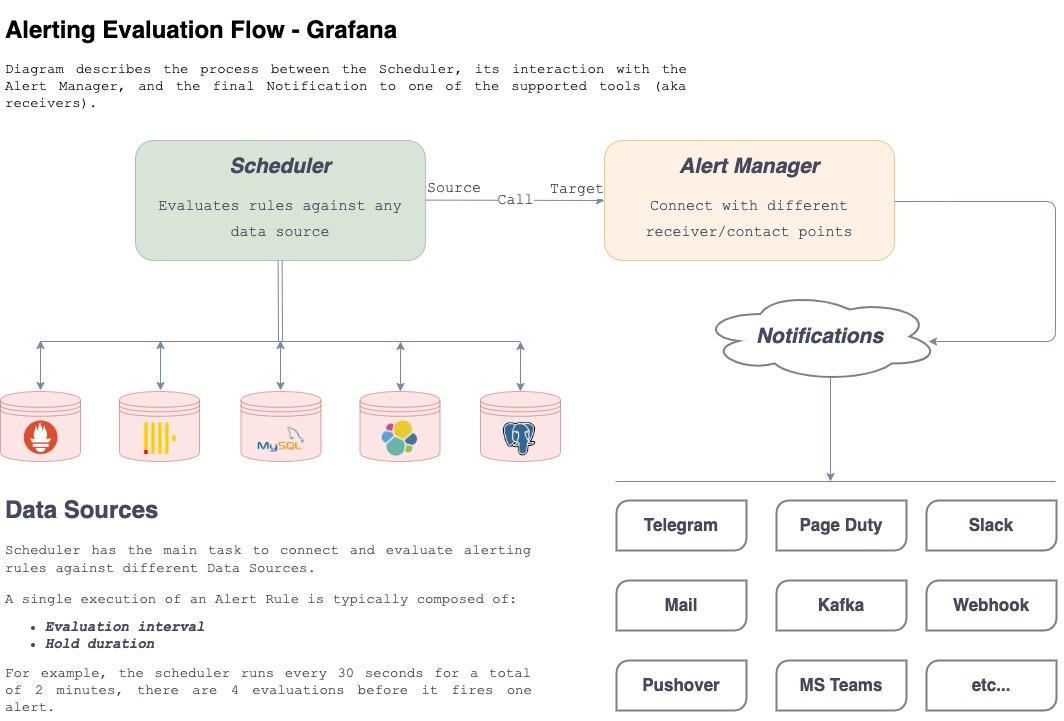 Alerting Evaluation Flow - Grafana
Diagram describes the process between the Scheduler, its interaction with the
Alert Manager, and the final Notification to one of the supported tools (aka
receivers).
Scheduler
Evaluates rules against any
data source
Source
Call
Target
Alert Manager
Connect with different
receiver/contact points
Notifications
MySQL
Data Sources
Scheduler has the main task to connect and evaluate alerting
rules against different Data Sources.
A single execution of an Alert Rule is typically composed of:
• Evaluation interval
• Hold duration
For example, the scheduler runs every 30 seconds for a total
of 2 minutes, there are 4 evaluations before it fires one
alert.
Telegram
Page Duty
Slack
Mail
Kafka
Webhook
Pushover
MS Teams
etc...